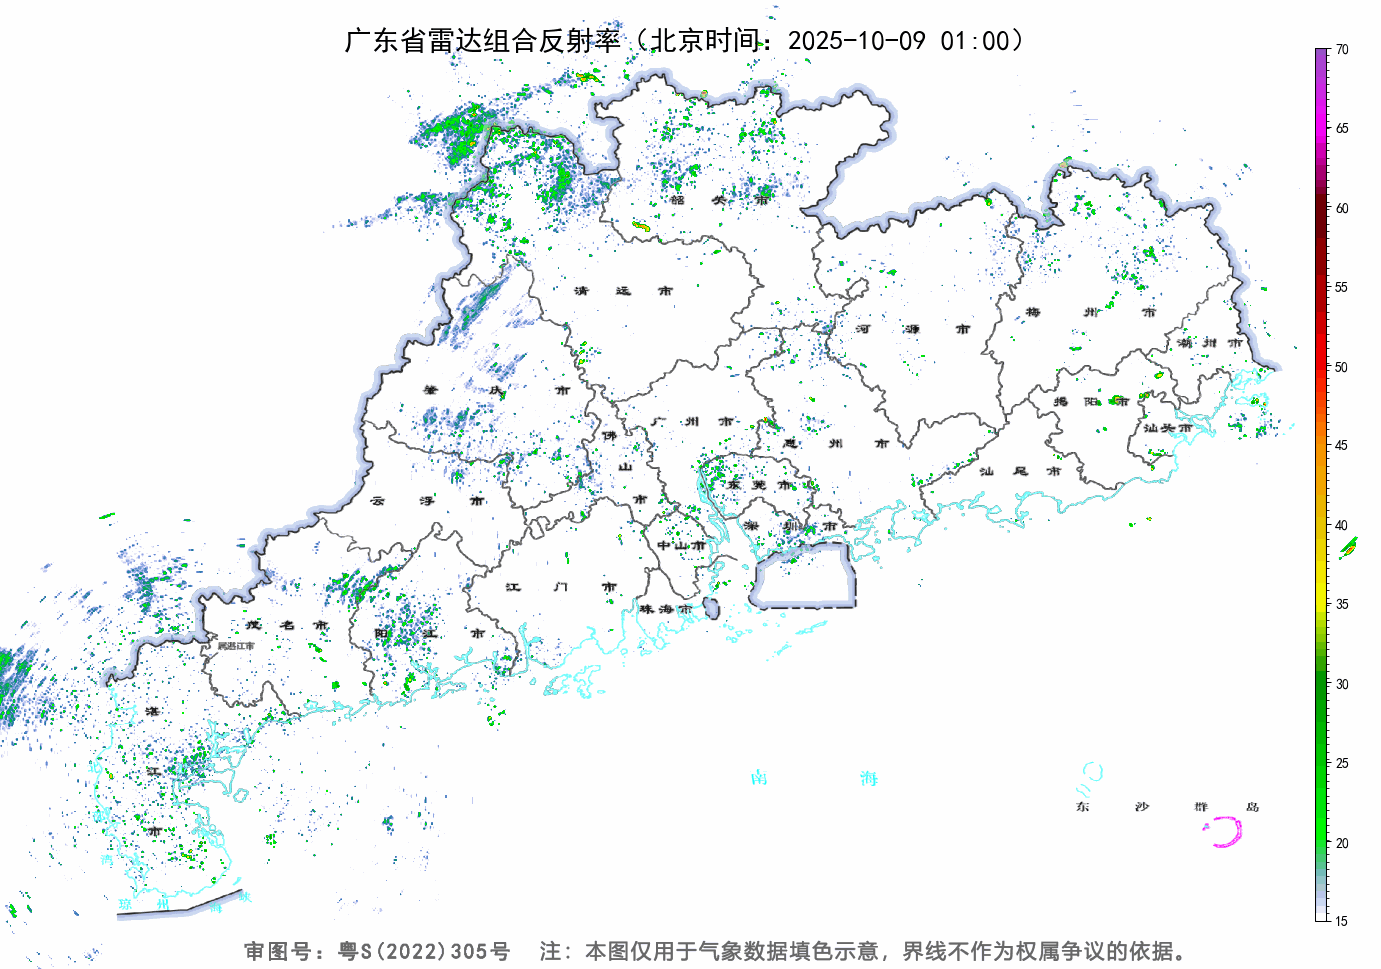 广东省雷达组合反射率（北京时间：2025-10-09 01:00）
70
65
60
55
50
45
40
35
30
25
20
15
韶关市
清远市
河源市
梅州市
潮州市
肇庆市
广州市
佛山市
惠州市
揭阳市
汕头市
云浮市
东莞市
汕尾市
深圳市
中山市
江门市
珠海市
茂名市
阳江市
属湛江市
湛江市
南海
东沙群岛
湾
琼州海峡
审图号：粤S(2022)305号 注：本图仅用于气象数据填色示意，界线不作为权属争议的依据。